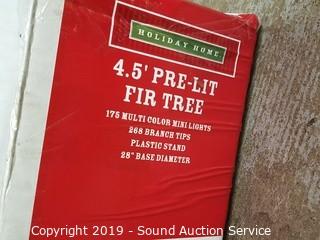 HOLIDAY HOME
4.5' PRE-LIT
FIR TREE
175 MULTI COLOR MINI LIGHTS
268 BRANCH TIPS
PLASTIC STAND
28" BASE DIAMETER
Copyright 2019 - Sound Auction Service